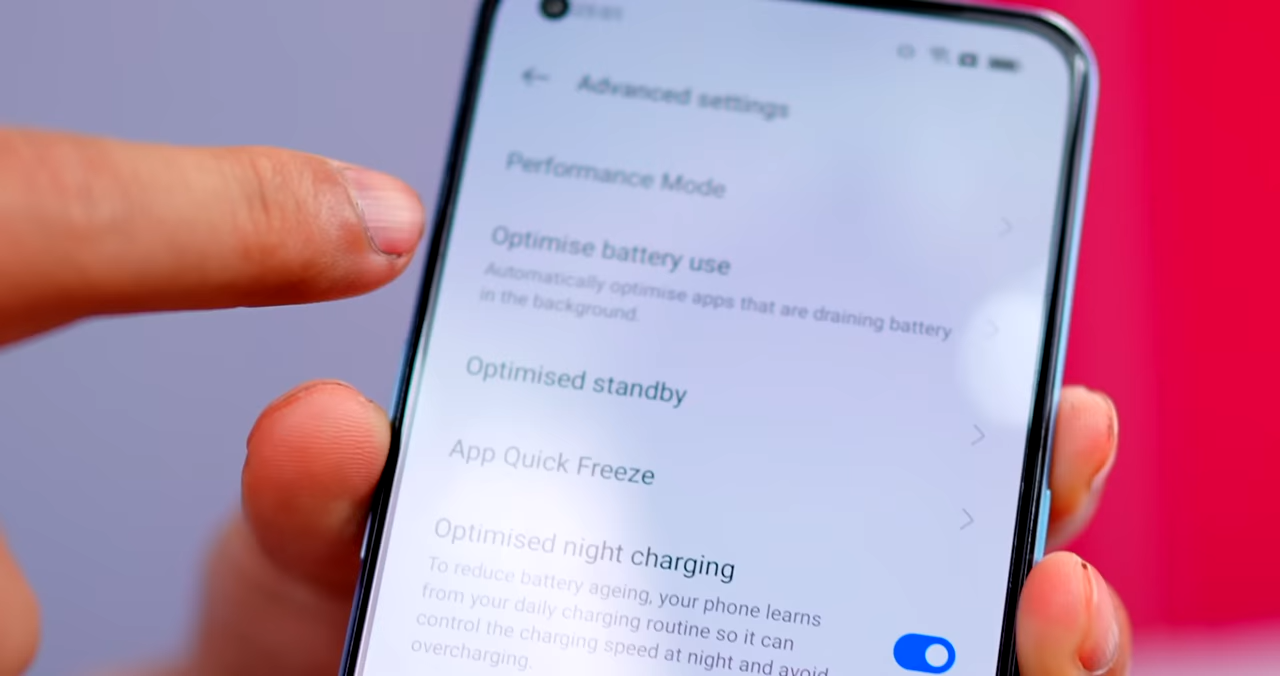 Advanced settings
Performance Mode
Optimise battery use
Automatically optimise apps that are draining battery
in the background.
Optimised standby
App Quick Freeze
Optimised night charging
To reduce battery ageing, your phone learns
from your daily charging routine so it can
control the charging speed at night and avoid
overcharging.